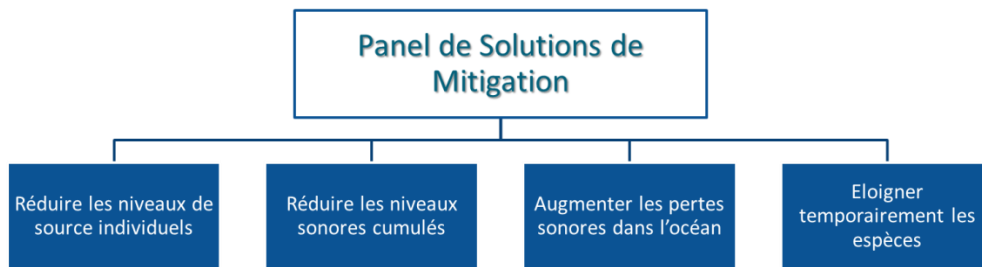 Panel de Solutions de
Mitigation
Réduire les niveaux de
source individuels
Réduire les niveaux
sonores cumulés
Augmenter les pertes
sonores dans l'océan
Eloigner
temporairement les
espèces